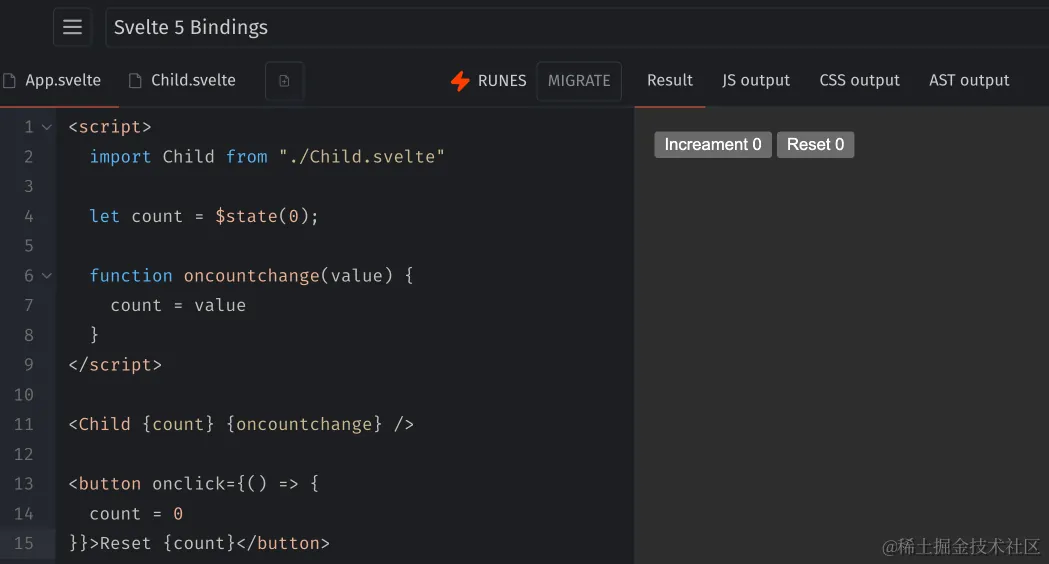 Svelte 5 Bindings
App.svelte Child.svelte RUNES MIGRATE Result JS output CSS output AST output
1 <script>
2 import Child from "./Child.svelte"
3
4 let count = $state(0);
5
6 function oncountchange(value) {
7 count = value
8 }
9 </script>
10
11 <Child {count} {oncountchange} />
12
13 <button onclick={() => {
14 count = 0
15 }}>Reset {count}</button>
Increament 0 Reset 0
@稀土掘金技术社区